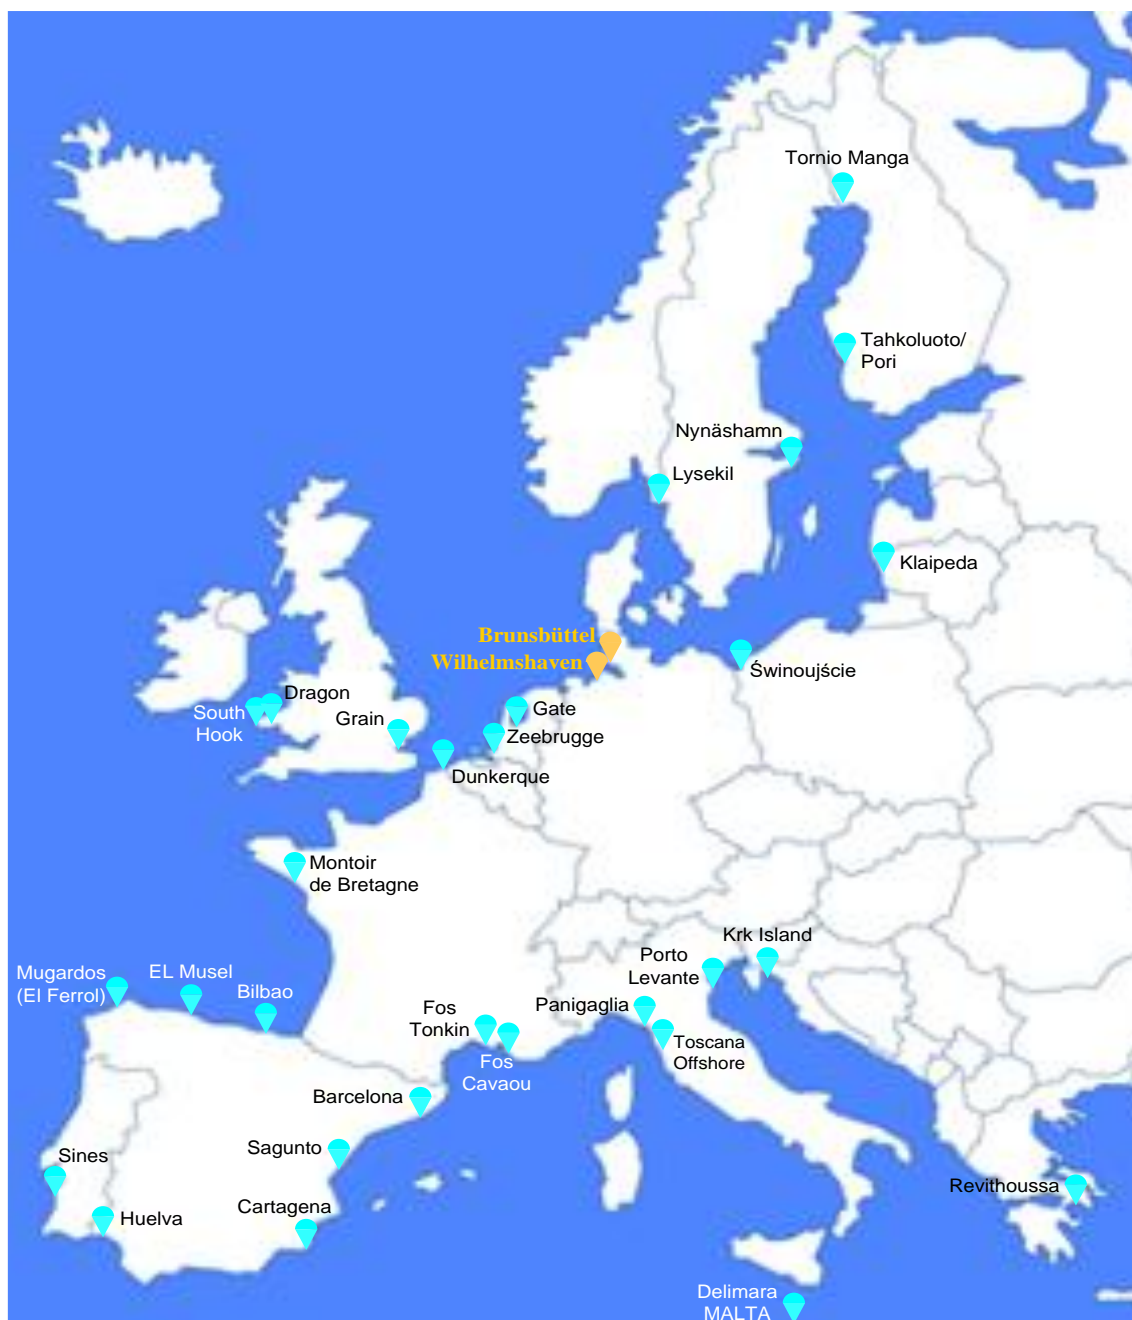 Tornio Manga
Tahkoluoto/
Pori
Nynäshamn
Lysekil
Klaipeda
Brunsbüttel
Wilhelmshaven
Świnoujście
Dragon
South
Hook
Grain
Gate
Zeebrugge
Dunkerque
Montoir
de Bretagne
Krk Island
Porto
Levante
Mugardos
(El Ferrol)
EL Musel
Bilbao
Fos
Tonkin
Panigaglia
Toscana
Offshore
Fos
Cavaou
Barcelona
Sagunto
Sines
Cartagena
Huelva
Revithoussa
Delimara
MALTA